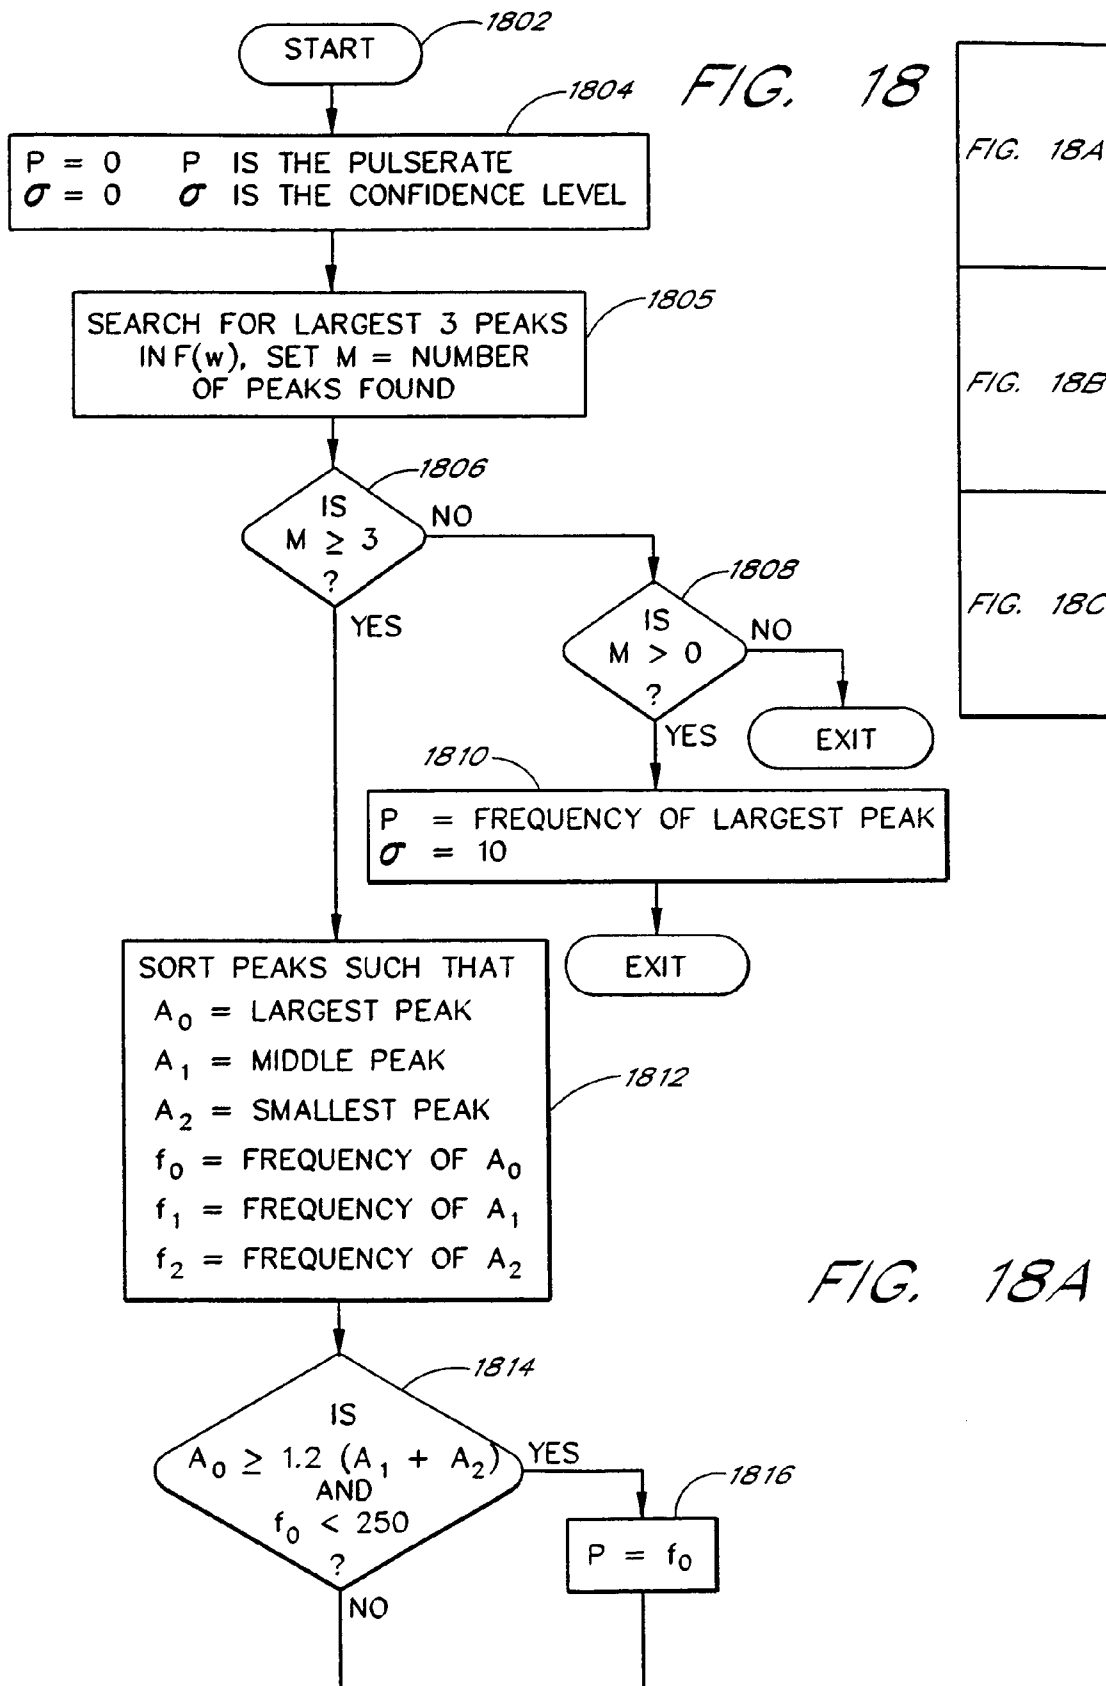 START
1802
FIG. 18
1804
P = 0 P IS THE PULSERATE
σ = 0 σ IS THE CONFIDENCE LEVEL
FIG. 18A
1805
SEARCH FOR LARGEST 3 PEAKS
IN F(w), SET M = NUMBER
OF PEAKS FOUND
FIG. 18B
1806
IS
M ≥ 3
?
NO
YES
1808
IS
M > 0
?
NO
YES
FIG. 18C
EXIT
1810
P = FREQUENCY OF LARGEST PEAK
σ = 10
EXIT
SORT PEAKS SUCH THAT
A₀ = LARGEST PEAK
A₁ = MIDDLE PEAK
A₂ = SMALLEST PEAK
f₀ = FREQUENCY OF A₀
f₁ = FREQUENCY OF A₁
f₂ = FREQUENCY OF A₂
1812
FIG. 18A
1814
IS
A₀ ≥ 1.2 (A₁ + A₂)
AND
f₀ < 250
?
YES
NO
1816
P = f₀